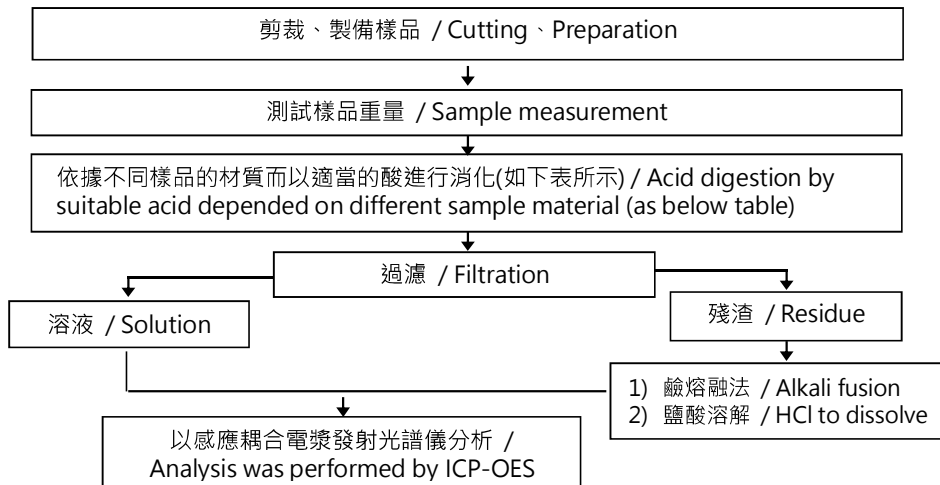 剪裁、製備樣品 / Cutting、Preparation
測試樣品重量 / Sample measurement
依據不同樣品的材質而以適當的酸進行消化(如下表所示) / Acid digestion by
suitable acid depended on different sample material (as below table)
過濾 / Filtration
溶液 / Solution
殘渣 / Residue
1) 鹼熔融法 / Alkali fusion
2) 鹽酸溶解 / HCl to dissolve
以感應耦合電漿發射光譜儀分析 /
Analysis was performed by ICP-OES